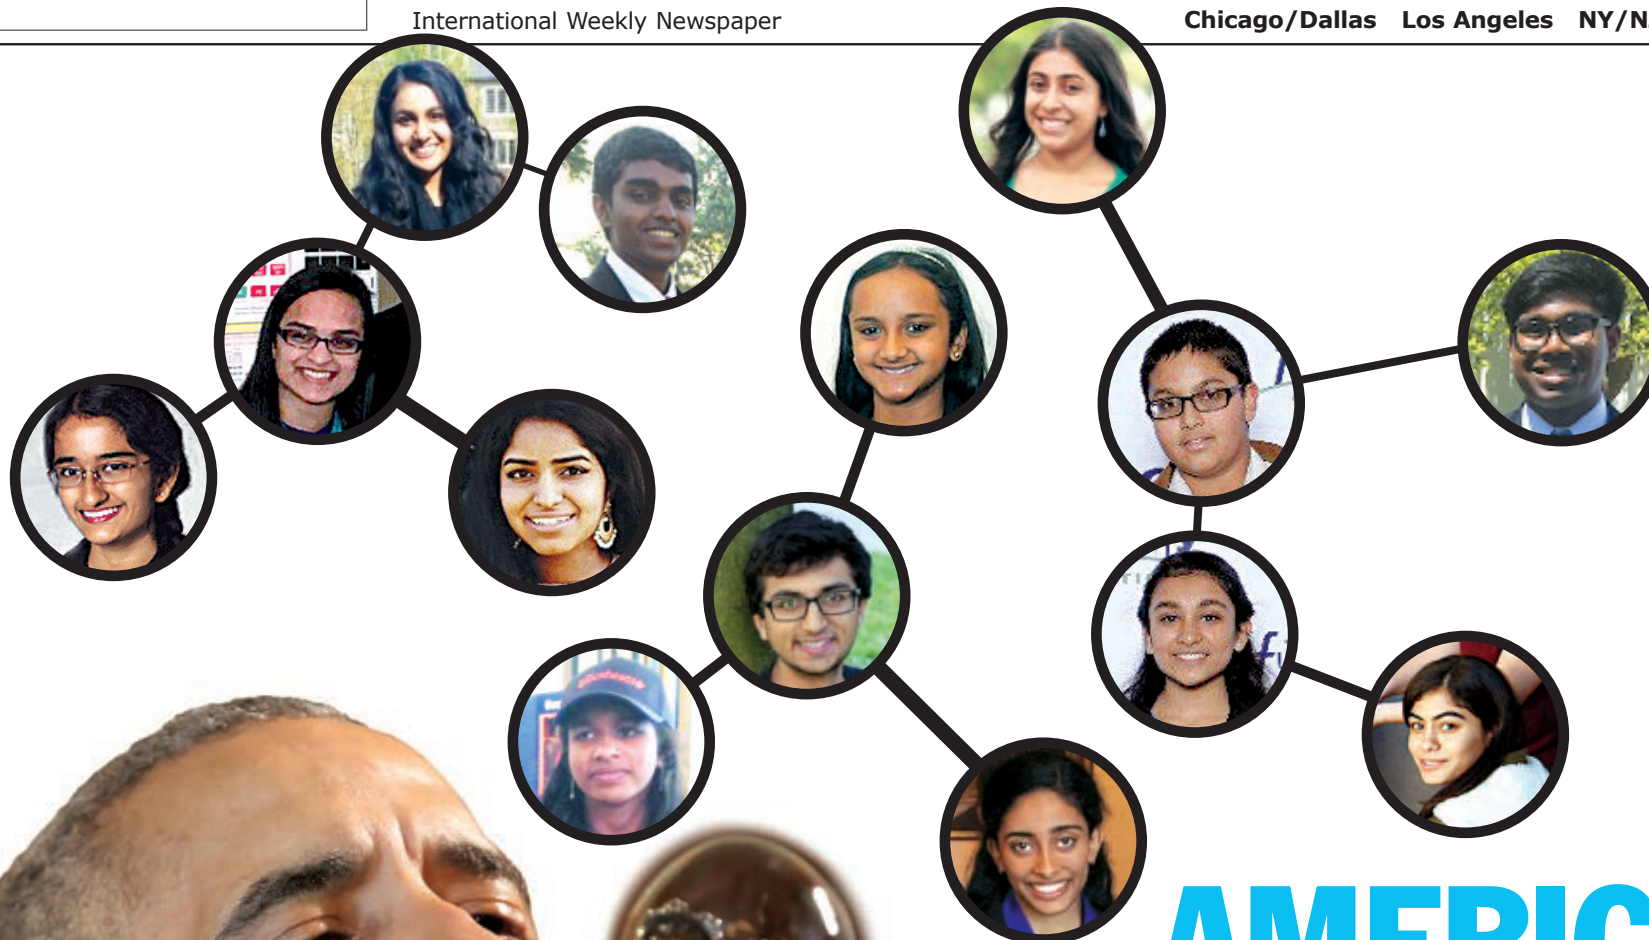 International Weekly Newspaper
Chicago/Dallas Los Angeles NY/N
AMERIC